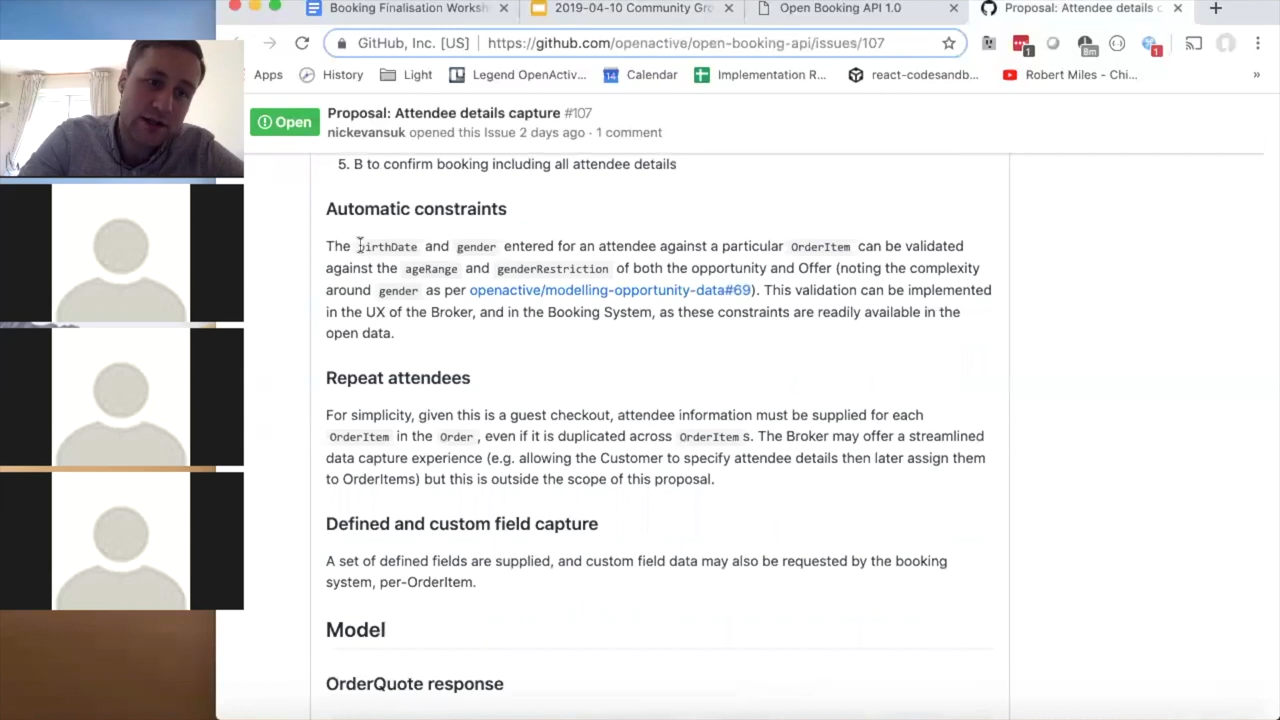 Booking Finalisation Worksh
2019-04-10 Community Gro
Open Booking API 1.0
Proposal: Attendee details c
GitHub, Inc. [US] | https://github.com/openactive/open-booking-api/issues/107
1
8m
1
Apps
History
Light
Legend OpenActiv...
14 Calendar
Implementation R...
react-codesandb...
Robert Miles - Chi...
»
Open
Proposal: Attendee details capture #107
nickevansuk opened this Issue 2 days ago · 1 comment
5. B to confirm booking including all attendee details
Automatic constraints
The birthDate and gender entered for an attendee against a particular OrderItem can be validated
against the ageRange and genderRestriction of both the opportunity and Offer (noting the complexity
around gender as per openactive/modelling-opportunity-data#69). This validation can be implemented
in the UX of the Broker, and in the Booking System, as these constraints are readily available in the
open data.
Repeat attendees
For simplicity, given this is a guest checkout, attendee information must be supplied for each
OrderItem in the Order , even if it is duplicated across OrderItem s. The Broker may offer a streamlined
data capture experience (e.g. allowing the Customer to specify attendee details then later assign them
to OrderItems) but this is outside the scope of this proposal.
Defined and custom field capture
A set of defined fields are supplied, and custom field data may also be requested by the booking
system, per-OrderItem.
Model
OrderQuote response